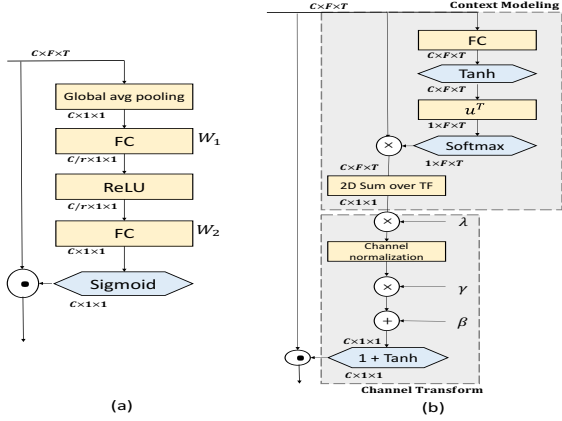 C×F×T
Global avg pooling
C×1×1
FC
W₁
C/r×1×1
ReLU
C/r×1×1
FC
W₂
C×1×1
Sigmoid
C×1×1
(a)
C×F×T
Context Modeling
FC
C×F×T
Tanh
C×F×T
uᵀ
1×F×T
×
Softmax
1×F×T
C×F×T
2D Sum over TF
C×1×1
×
λ
Channel
normalization
×
γ
+
β
C×1×1
1 + Tanh
C×1×1
Channel Transform
(b)